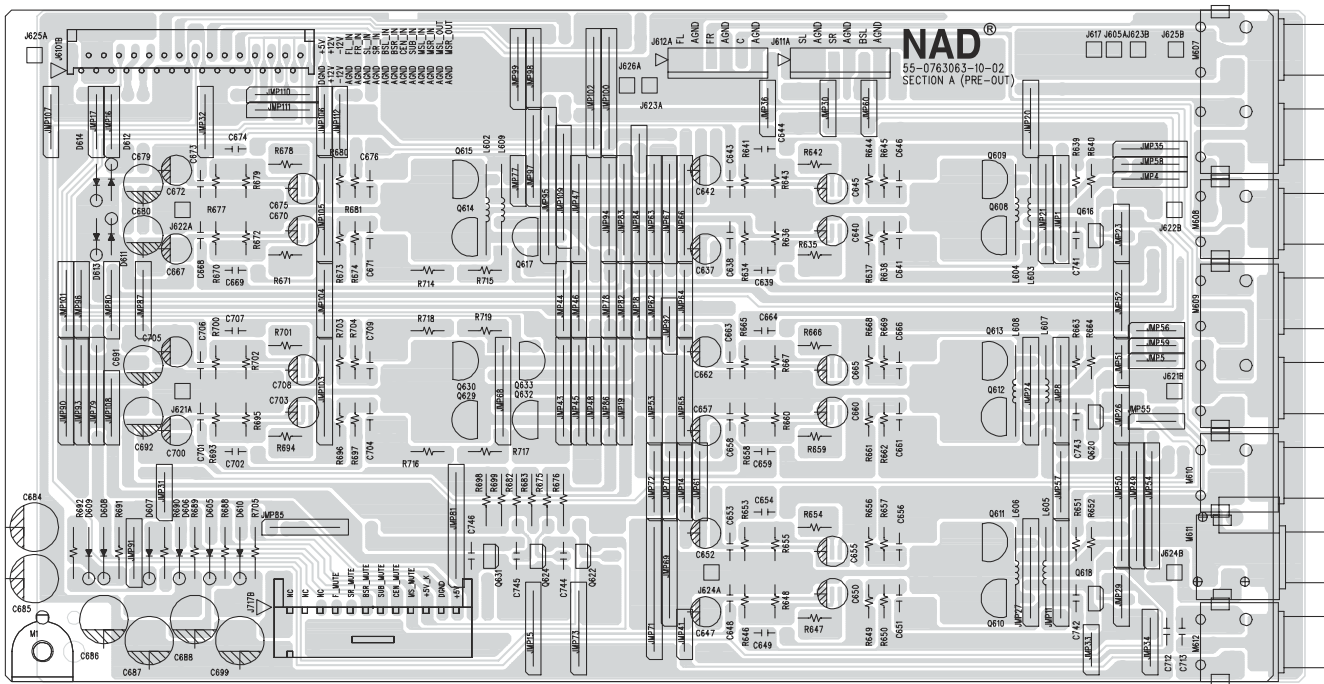 NAD®
55-0763063-10-02
SECTION A (PRE-OUT)
J625A
J6101B
+5V
+12V
-12V
FL_IN
FR_IN
SL_IN
SR_IN
BSL_IN
BSR_IN
CEN_IN
SUB_IN
MSL_IN
MSR_IN
MSL_OUT
MSR_OUT
DGND
+12V
-12V
AGND
AGND
AGND
AGND
AGND
AGND
AGND
AGND
AGND
AGND
AGND
AGND
J612A
FL
AGND
FR
AGND
C
AGND
J611A
SL
AGND
SR
AGND
BSL
AGND
J617 J605A J623B J625B
M607
J626A
J623A
JMP99
JMP98
JMP102
JMP100
JMP107
JMP17
JMP16
JMP32
JMP110
JMP111
JMP106
JMP112
JMP36
JMP30
JMP60
JMP20
D614
D612
C674
C673
R678
R680
C676
Q615
L602
L609
C644
C643
R641
R642
R644
R645
C646
Q609
R639
R640
JMP35
JMP58
JMP4
C679
C672
R679
C675
C670
R677
C680
J622A
R672
JMP105
R681
Q614
JMP77
JMP97
JMP95
JMP109
JMP47
JMP94
JMP83
JMP84
JMP63
JMP67
JMP66
C642
R643
C645
Q608
JMP21
JMP1
Q616
M608
J622B
D613
D611
C667
C668
R670
C669
R671
R673
R674
C671
R714
R715
Q617
C637
C638
R634
C639
R636
R635
C640
R637
R638
C641
L604
L603
C741
JMP23
JMP101
JMP96
JMP80
JMP87
JMP104
JMP44
JMP46
JMP78
JMP82
JMP18
JMP62
JMP64
JMP92
JMP52
M609
C705
C706
R700
C707
R701
R703
R704
C709
R718
R719
C663
R665
C664
R666
R668
R669
C666
Q613
L608
L607
R663
R664
JMP56
JMP59
JMP5
C691
R702
C708
C703
JMP103
Q630
Q629
Q633
Q632
C662
R667
C665
Q612
JMP24
JMP8
JMP51
J621B
JMP90
JMP93
JMP79
JMP108
J621A
R695
JMP68
JMP43
JMP45
JMP48
JMP86
JMP19
JMP53
JMP65
C657
R660
C660
JMP26
JMP55
C692
C700
C701
R693
C702
R694
R696
R697
C704
R716
R717
C658
R658
C659
R659
R661
R662
C661
C743
Q620
C684
JMP31
R698
R699
R682
R683
R675
R676
JMP72
JMP70
JMP14
JMP61
JMP57
JMP50
JMP49
JMP54
M610
R692
D609
D608
R691
D607
R690
D606
R689
D605
R688
D610
R705
JMP85
JMP81
C746
C653
R653
C654
R654
R656
R657
C656
Q611
L606
L605
R651
R652
M611
JMP91
C652
R655
C655
JMP69
J624B
C685
J717B
NC
NC
NC
F_MUTE
SR_MUTE
BSR_MUTE
SUB_MUTE
CEN_MUTE
MS_MUTE
+5V_K
DGND
+5V
Q631
C745
Q624
C744
Q622
J624A
R648
C650
Q618
JMP29
M1
C686
C687
C688
C699
JMP15
JMP73
JMP71
JMP41
C647
C648
R646
C649
R647
R649
R650
C651
Q610
JMP27
JMP11
C742
JMP33
JMP34
C712
C713
M612